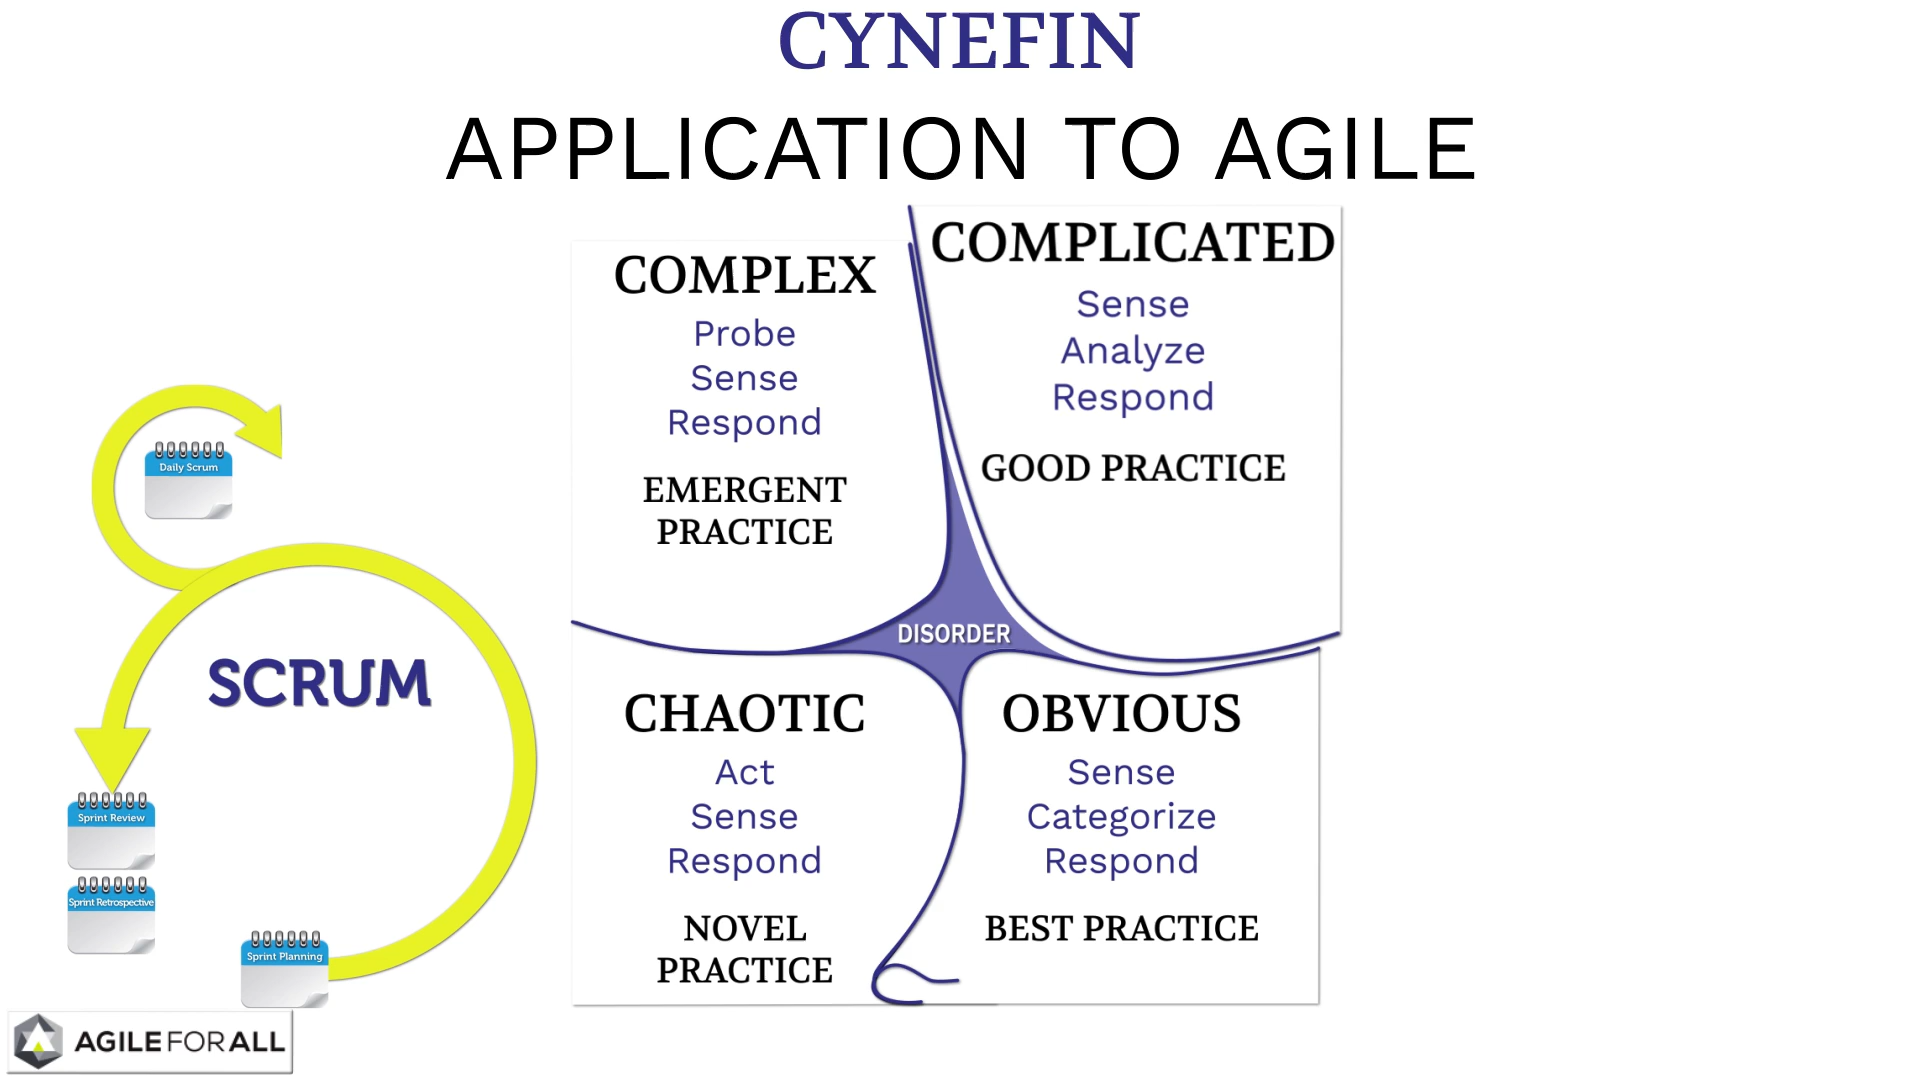 CYNEFIN
APPLICATION TO AGILE
COMPLEX
Probe
Sense
Respond
EMERGENT
PRACTICE
COMPLICATED
Sense
Analyze
Respond
GOOD PRACTICE
DISORDER
CHAOTIC
Act
Sense
Respond
NOVEL
PRACTICE
OBVIOUS
Sense
Categorize
Respond
BEST PRACTICE
Daily Scrum
SCRUM
Sprint Review
Sprint Retrospective
Sprint Planning
AGILE FOR ALL